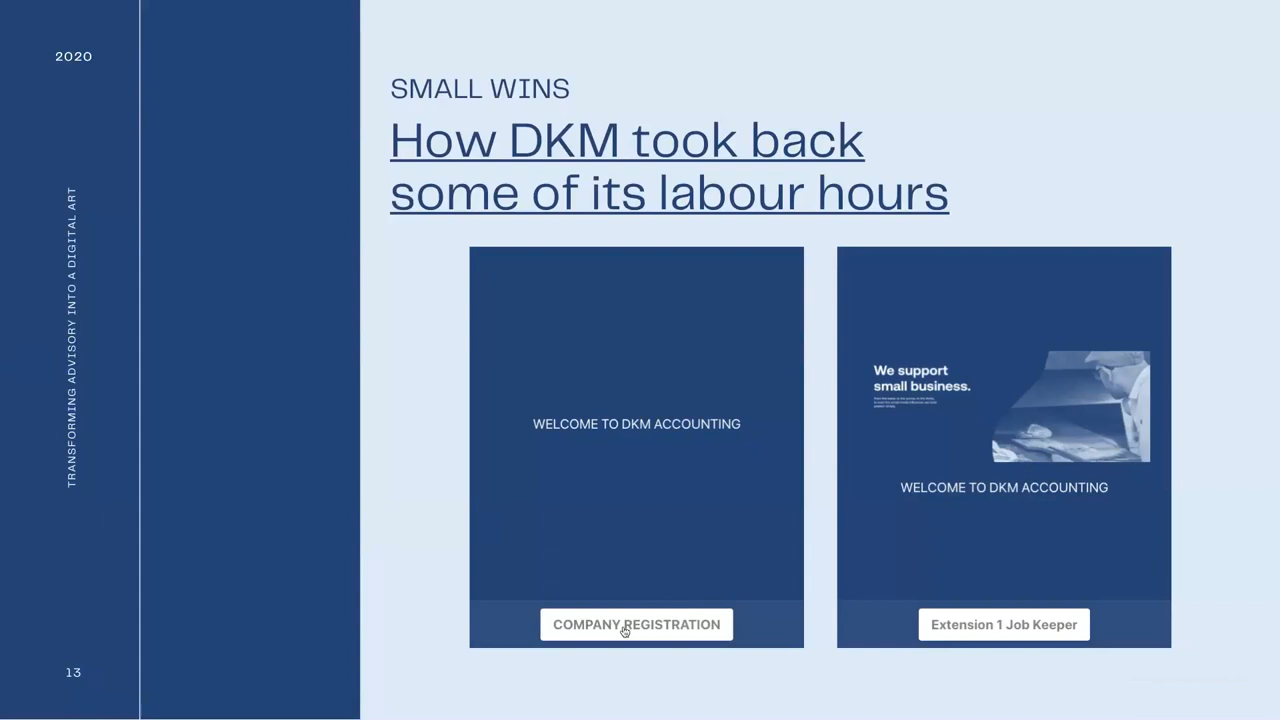 2020
TRANSFORMING ADVISORY INTO A DIGITAL ART
13
SMALL WINS
How DKM took back
some of its labour hours
WELCOME TO DKM ACCOUNTING
COMPANY REGISTRATION
We support
small business.
WELCOME TO DKM ACCOUNTING
Extension 1 Job Keeper